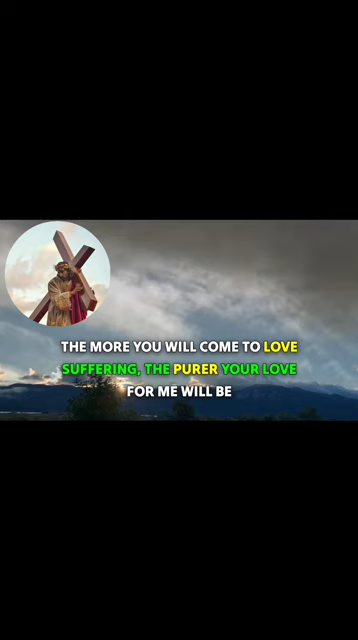 THE MORE YOU WILL COME TO LOVE
SUFFERING, THE PURER YOUR LOVE
FOR ME WILL BE